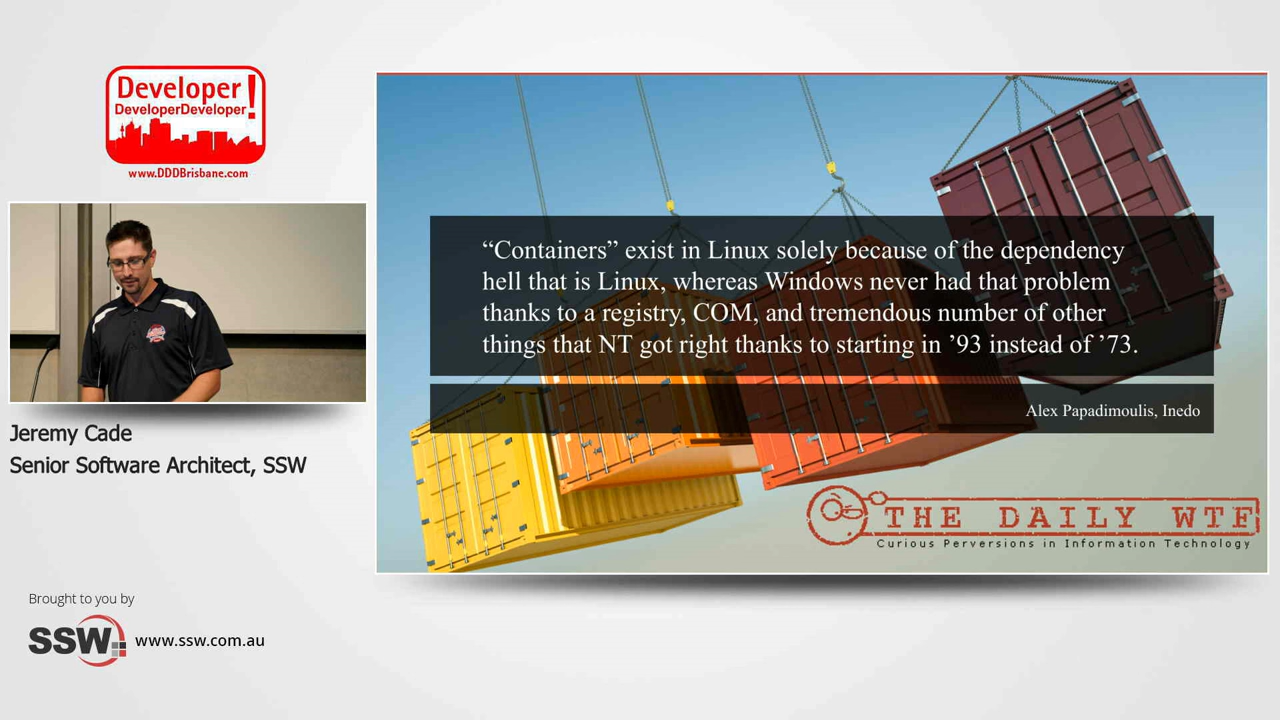 Developer!
DeveloperDeveloper!
www.DDDBrisbane.com
Jeremy Cade
Senior Software Architect, SSW
Brought to you by
SSW
www.ssw.com.au
“Containers” exist in Linux solely because of the dependency
hell that is Linux, whereas Windows never had that problem
thanks to a registry, COM, and tremendous number of other
things that NT got right thanks to starting in ’93 instead of ’73.
Alex Papadimoulis, Inedo
THE DAILY WTF
Curious Perversions in Information Technology